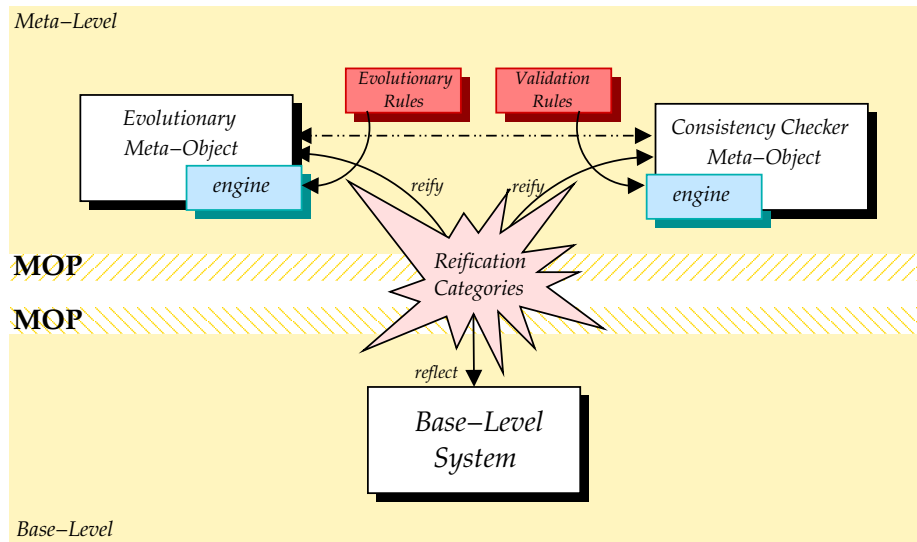 Meta–Level
Evolutionary
Rules
Validation
Rules
Evolutionary
Meta–Object
engine
Consistency Checker
Meta–Object
engine
reify
reify
MOP
Reification
Categories
MOP
reflect
Base–Level
System
Base–Level